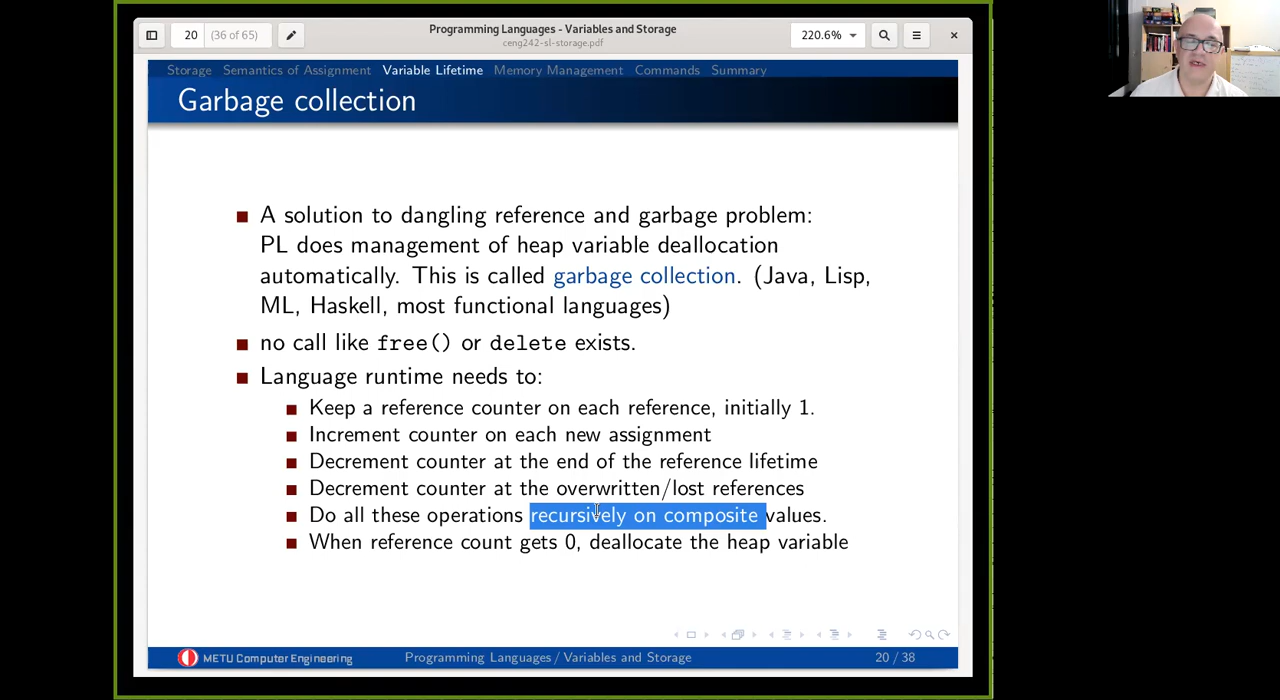 20 (36 of 65)
Programming Languages - Variables and Storage
ceng242-sl-storage.pdf
220.6%
Storage Semantics of Assignment Variable Lifetime Memory Management Commands Summary
Garbage collection
A solution to dangling reference and garbage problem:
PL does management of heap variable deallocation
automatically. This is called garbage collection. (Java, Lisp,
ML, Haskell, most functional languages)
no call like free() or delete exists.
Language runtime needs to:
Keep a reference counter on each reference, initially 1.
Increment counter on each new assignment
Decrement counter at the end of the reference lifetime
Decrement counter at the overwritten/lost references
Do all these operations recursively on composite values.
When reference count gets 0, deallocate the heap variable
METU Computer Engineering Programming Languages / Variables and Storage 20 / 38